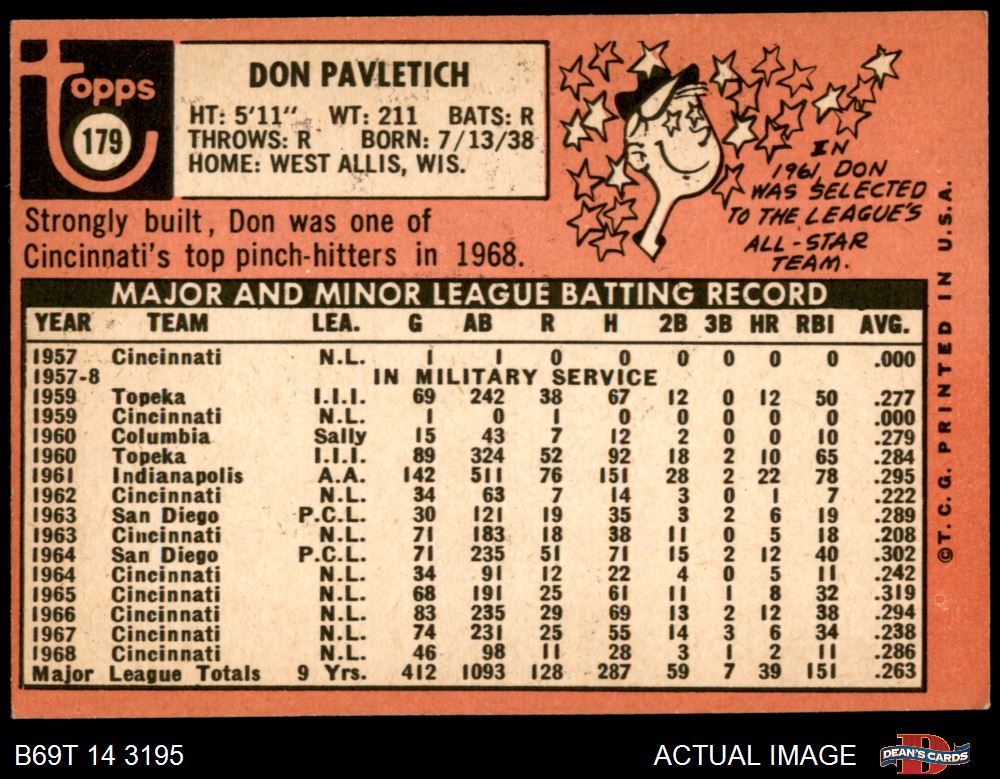 topps
179
DON PAVLETICH
HT: 5'11" WT: 211 BATS: R
THROWS: R BORN: 7/13/38
HOME: WEST ALLIS, WIS.
Strongly built, Don was one of
Cincinnati's top pinch-hitters in 1968.
IN
1961, DON
WAS SELECTED
TO THE LEAGUE'S
ALL-STAR
TEAM.
MAJOR AND MINOR LEAGUE BATTING RECORD
YEAR TEAM LEA. G AB R H 2B 3B HR RBI AVG.
1957 Cincinnati N.L. 1 1 0 0 0 0 0 0 .000
1957-8 IN MILITARY SERVICE
1959 Topeka I.I.I. 69 242 38 67 12 0 12 50 .277
1959 Cincinnati N.L. 1 0 1 0 0 0 0 0 .000
1960 Columbia Sally 15 43 7 12 2 0 0 10 .279
1960 Topeka I.I.I. 89 324 52 92 18 2 10 65 .284
1961 Indianapolis A.A. 142 511 76 151 28 2 22 78 .295
1962 Cincinnati N.L. 34 63 7 14 3 0 1 7 .222
1963 San Diego P.C.L. 30 121 19 35 3 2 6 19 .289
1963 Cincinnati N.L. 71 183 18 38 11 0 5 18 .208
1964 San Diego P.C.L. 71 235 51 71 15 2 12 40 .302
1964 Cincinnati N.L. 34 91 12 22 4 0 5 11 .242
1965 Cincinnati N.L. 68 191 25 61 11 1 8 32 .319
1966 Cincinnati N.L. 83 235 29 69 13 2 12 38 .294
1967 Cincinnati N.L. 74 231 25 55 14 3 6 34 .238
1968 Cincinnati N.L. 46 98 11 28 3 1 2 11 .286
Major League Totals 9 Yrs. 412 1093 128 287 59 7 39 151 .263
©T.C.G. PRINTED IN U.S.A.
B69T 14 3195
ACTUAL IMAGE
DEAN'S CARDS